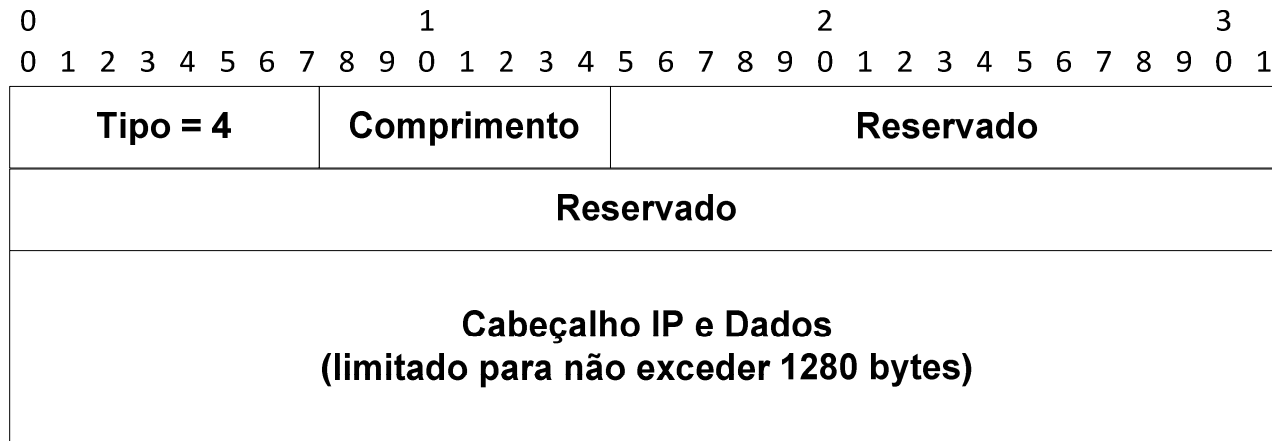 0 1 2 3
0 1 2 3 4 5 6 7 8 9 0 1 2 3 4 5 6 7 8 9 0 1 2 3 4 5 6 7 8 9 0 1
Tipo = 4 Comprimento Reservado
Reservado
Cabeçalho IP e Dados
(limitado para não exceder 1280 bytes)